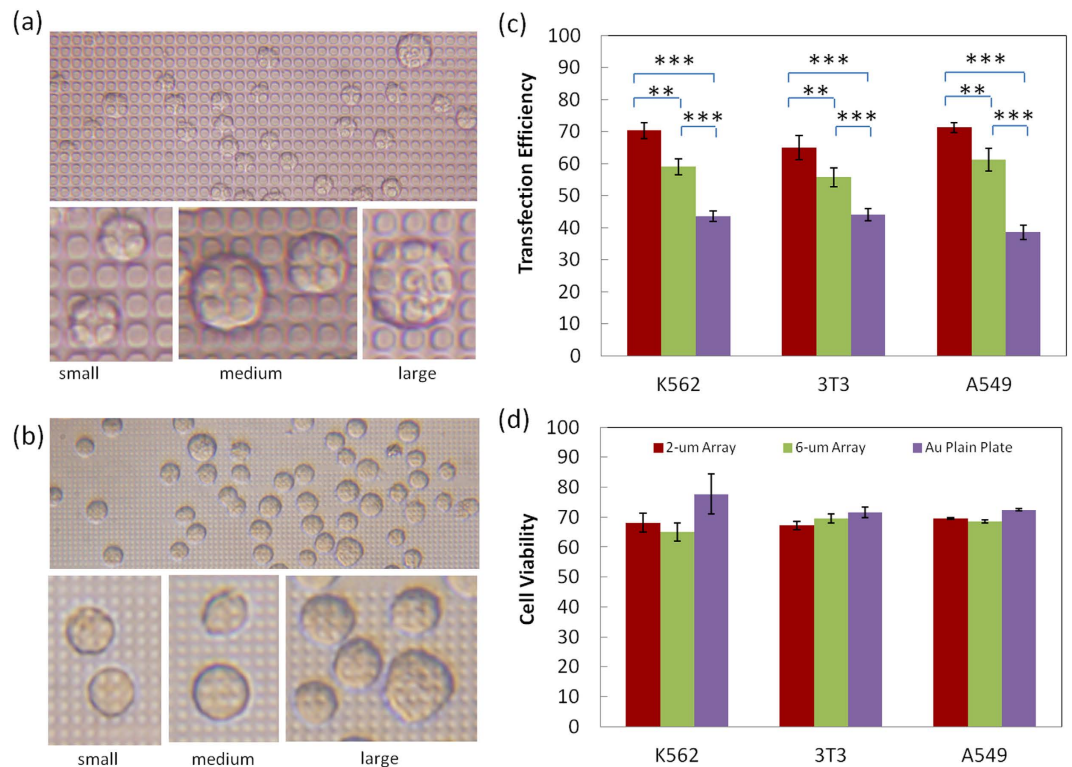 (a)
small medium large
(b)
small medium large
(c)
Transfection Efficiency
100
90
80
70
60
50
40
30
20
10
0
*** *** ***
** ** **
*** *** ***
K562 3T3 A549
(d)
Cell Viability
100
90
80
70
60
50
40
30
20
10
0
2-um Array 6-um Array Au Plain Plate
K562 3T3 A549